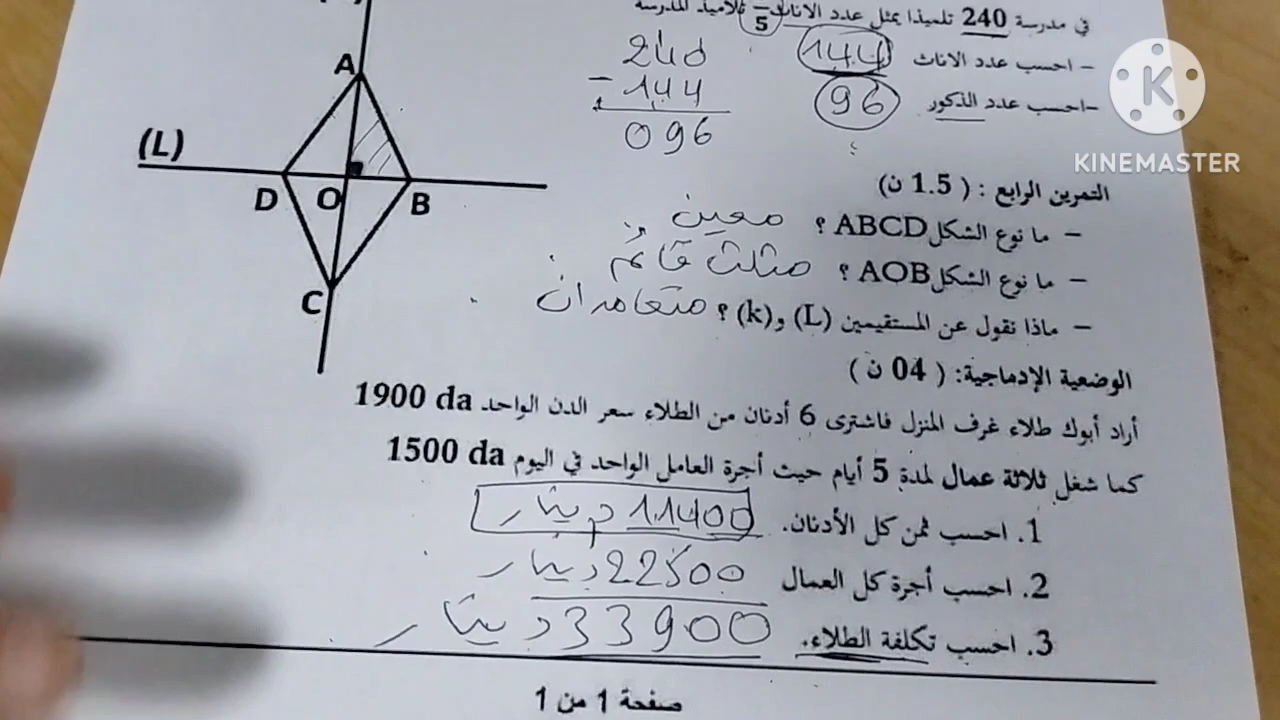 في مدرسة 240 تلميذا يمثل عدد الاناث 5 تلاميذ المدرسة
– احسب عدد الاناث 144
–احسب عدد الذكور 96
240
- 144
096
KINEMASTER
التمرين الرابع : ( 1.5 ن)
– ما نوع الشكل ABCD ؟ معين
– ما نوع الشكل AOB ؟ مثلث قائم
– ماذا نقول عن المستقيمين (L) و(k) ؟ متعامدان
A
(L)
D
O
B
C
الوضعية الإدماجية: ( 04 ن )
أراد أبوك طلاء غرف المنزل فاشترى 6 أدنان من الطلاء سعر الدن الواحد 1900 da
كما شغل ثلاثة عمال لمدة 5 أيام حيث أجرة العامل الواحد في اليوم 1500 da
1. احسب ثمن كل الأدنان. 11400 دينار
2. احسب أجرة كل العمال 22500 دينار
3. احسب تكلفة الطلاء. 33900 دينار
صفحة 1 من 1